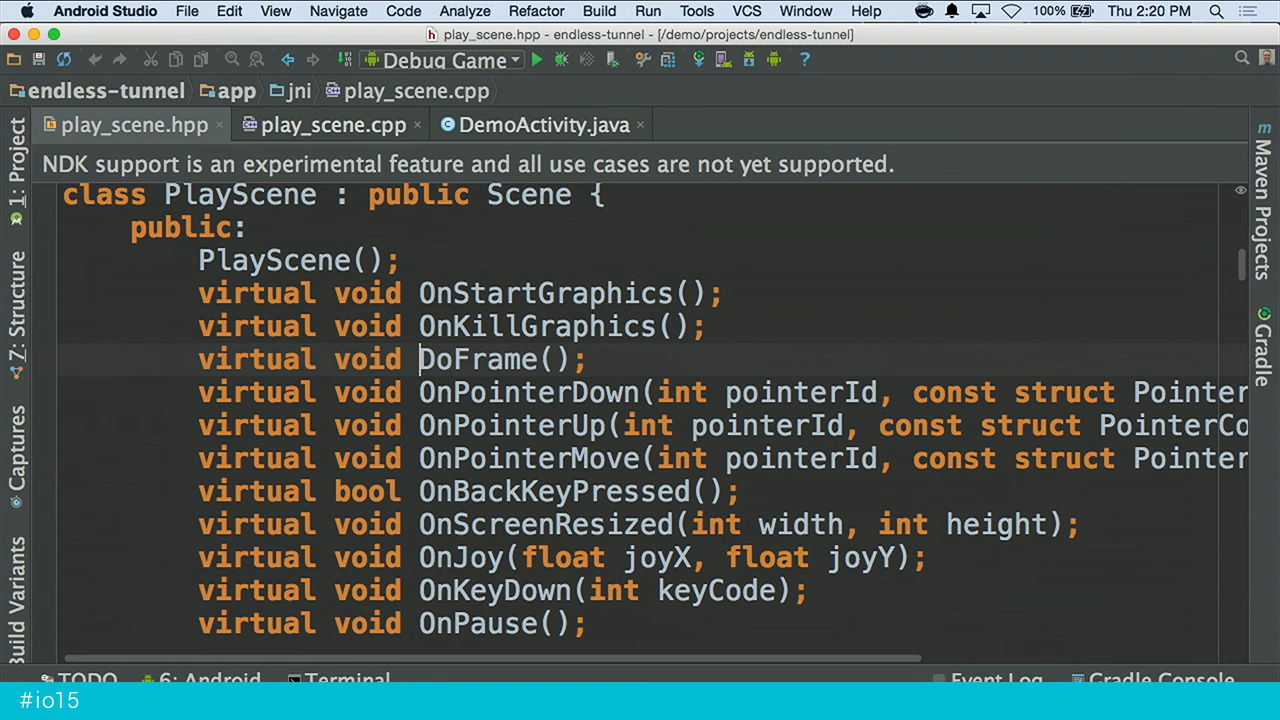 Android Studio File Edit View Navigate Code Analyze Refactor Build Run Tools VCS Window Help 100% Thu 2:20 PM
play_scene.hpp - endless-tunnel - [/demo/projects/endless-tunnel]
Debug Game
endless-tunnel app jni play_scene.cpp
play_scene.hpp play_scene.cpp DemoActivity.java
NDK support is an experimental feature and all use cases are not yet supported.
class PlayScene : public Scene {
public:
PlayScene();
virtual void OnStartGraphics();
virtual void OnKillGraphics();
virtual void DoFrame();
virtual void OnPointerDown(int pointerId, const struct Pointer
virtual void OnPointerUp(int pointerId, const struct PointerCo
virtual void OnPointerMove(int pointerId, const struct Pointer
virtual bool OnBackKeyPressed();
virtual void OnScreenResized(int width, int height);
virtual void OnJoy(float joyX, float joyY);
virtual void OnKeyDown(int keyCode);
virtual void OnPause();
1: Project
7: Structure
Captures
Build Variants
m Maven Projects
Gradle
TODO 6: Android Terminal Event Log Gradle Console
#io15